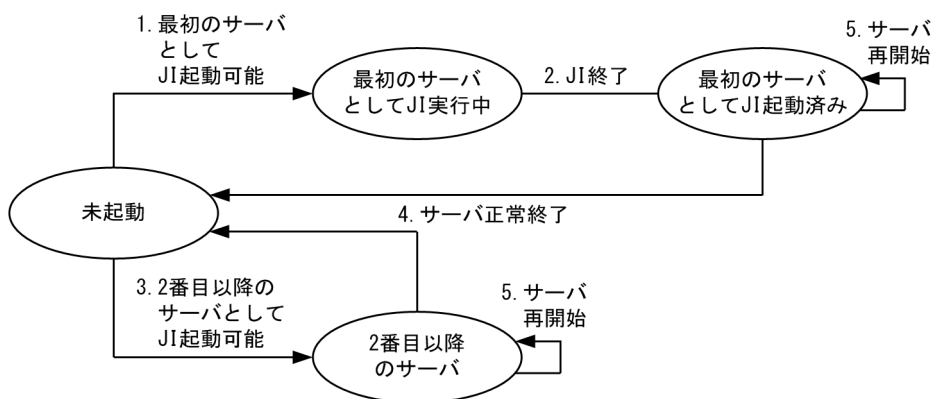 1. 最初のサーバ
として
JI起動可能
最初のサーバ
としてJI実行中
2. JI終了
最初のサーバ
としてJI起動済み
5. サーバ
再開始
未起動
4. サーバ正常終了
3. 2番目以降の
サーバとして
JI起動可能
2番目以降
のサーバ
5. サーバ
再開始